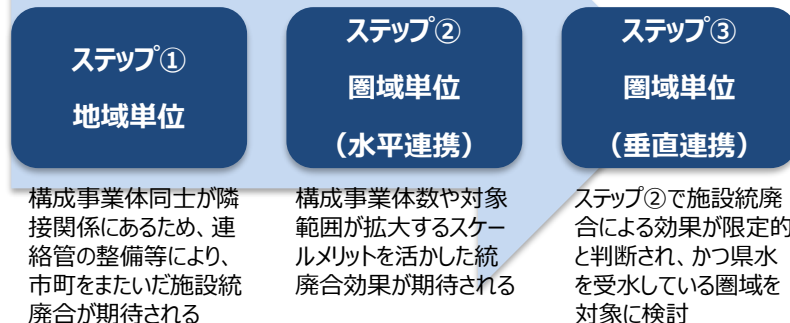 ステップ①
地域単位
ステップ②
圏域単位
（水平連携）
ステップ③
圏域単位
（垂直連携）
構成事業体同士が隣
接関係にあるため、連
絡管の整備等により、
市町をまたいだ施設統
廃合が期待される
構成事業体数や対象
範囲が拡大するスケー
ルメリットを活かした統
廃合効果が期待される
ステップ②で施設統廃
合による効果が限定的
と判断され、かつ県水
を受水している圏域を
対象に検討